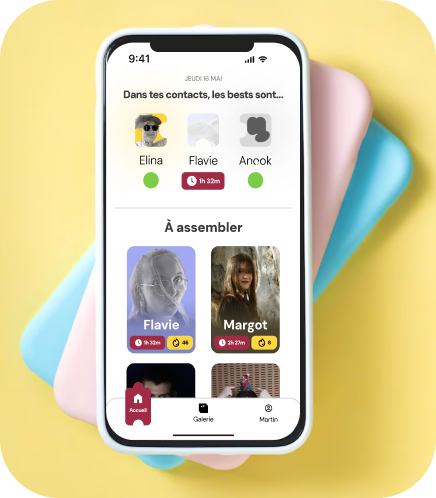 9:41
JEUDI 16 MAI
Dans tes contacts, les bests sont...
Elina Flavie Anook
1h 32m
À assembler
Flavie Margot
1h 32m 46 2h 27m 8
Accueil Galerie Martin